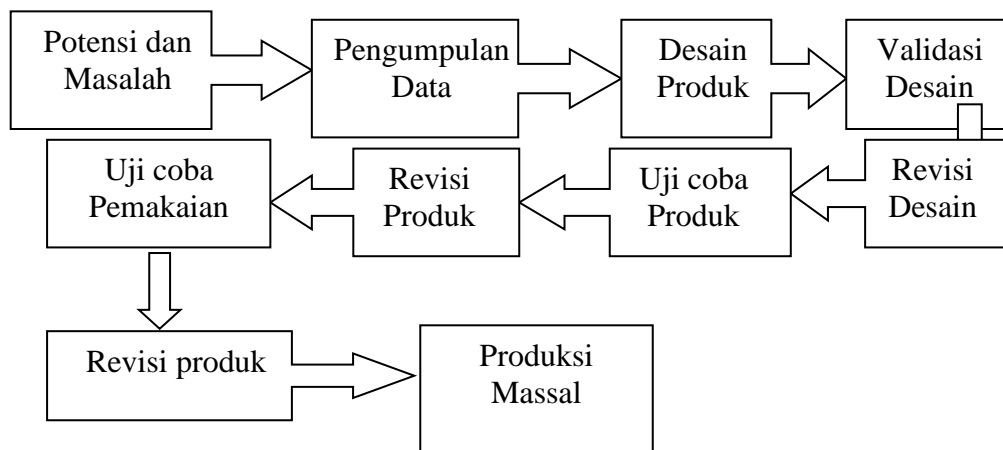 Potensi dan
Masalah
Pengumpulan
Data
Desain
Produk
Validasi
Desain
Revisi
Desain
Uji coba
Produk
Revisi
Produk
Uji coba
Pemakaian
Revisi produk
Produksi
Massal